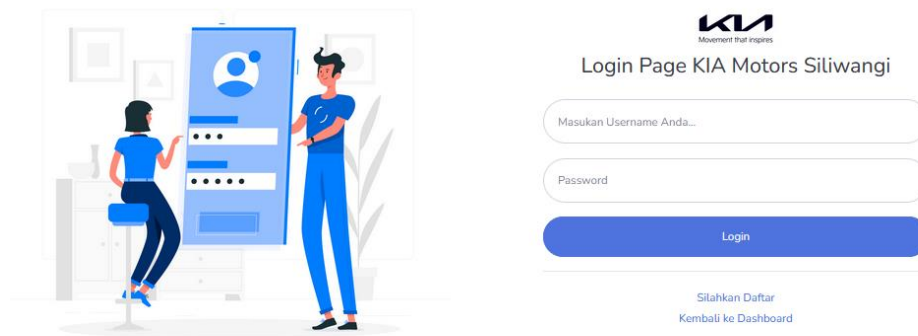 KIA
Movement that inspires
Login Page KIA Motors Siliwangi
Masukan Username Anda...
Password
Login
Silahkan Daftar
Kembali ke Dashboard